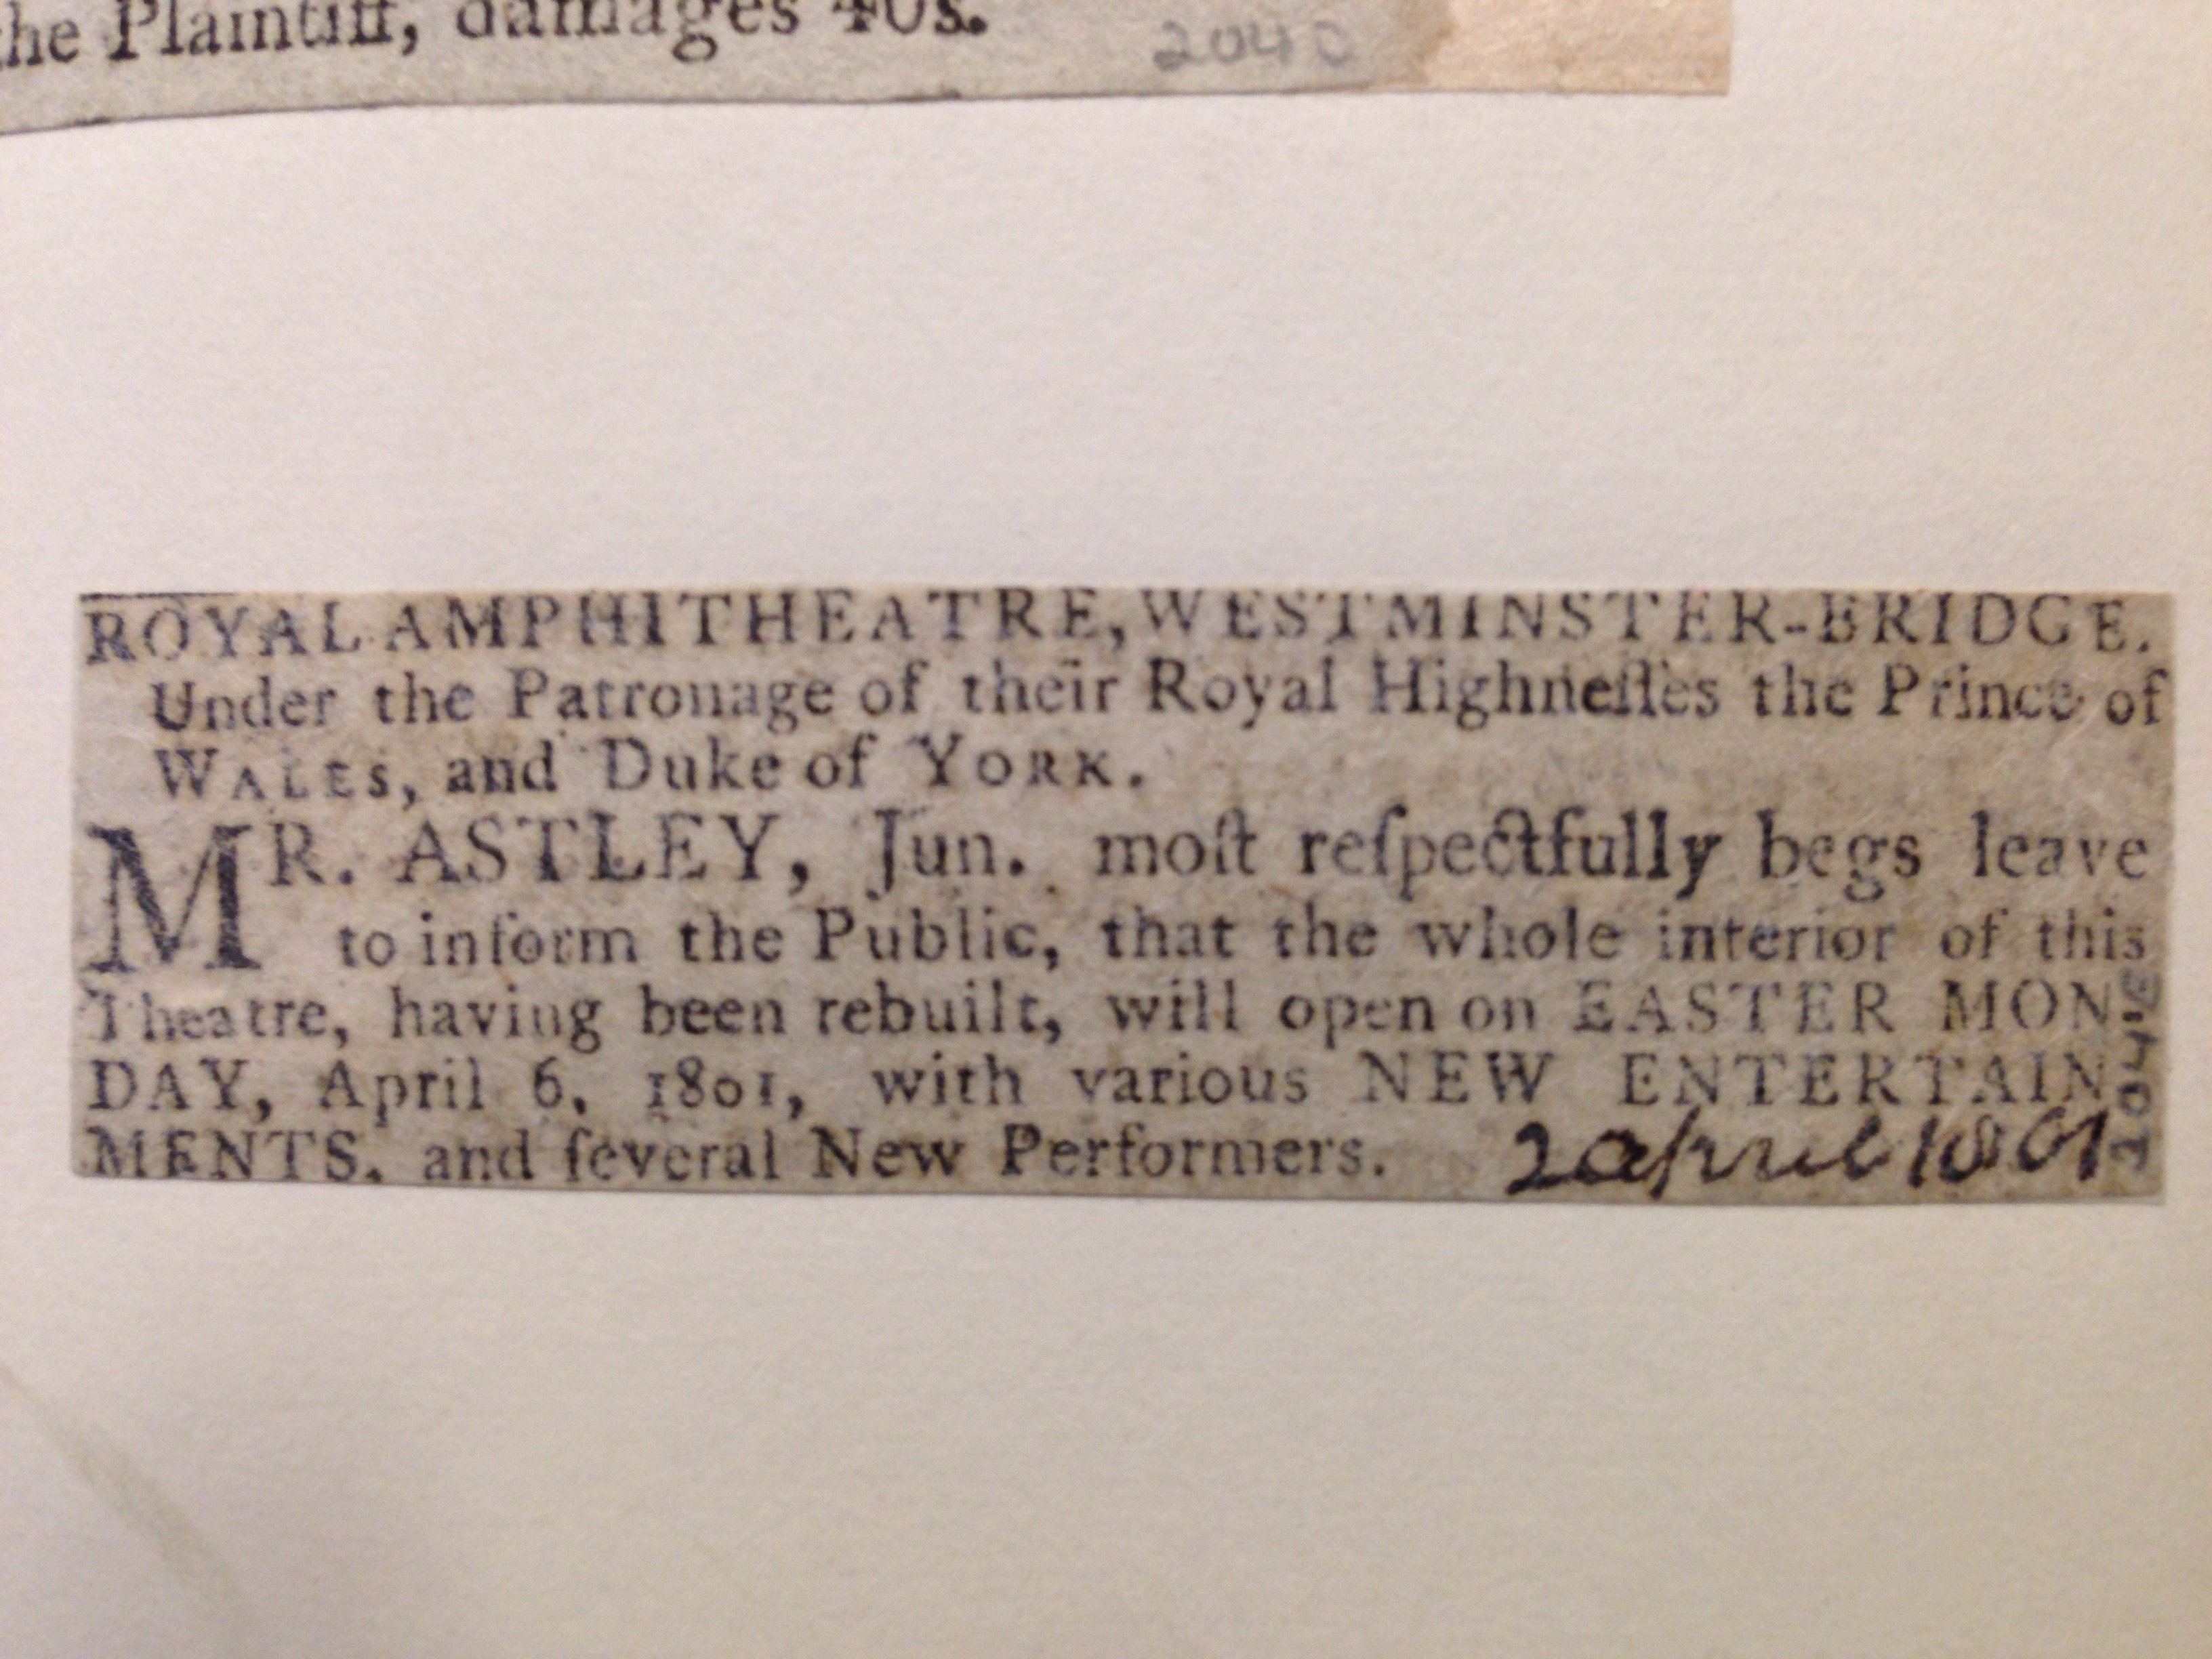 the Plaintiff, damages 40s.
204C
ROYAL AMPHITHEATRE, WESTMINSTER-BRIDGE.
Under the Patronage of their Royal Highneſſes the Prince of
WALES, and Duke of YORK.
MR. ASTLEY, Jun. moſt reſpectfully begs leave
to inform the Public, that the whole interior of this
Theatre, having been rebuilt, will open on EASTER MON
DAY, April 6, 1801, with various NEW ENTERTAIN
MENTS, and ſeveral New Performers.
2 april 1801